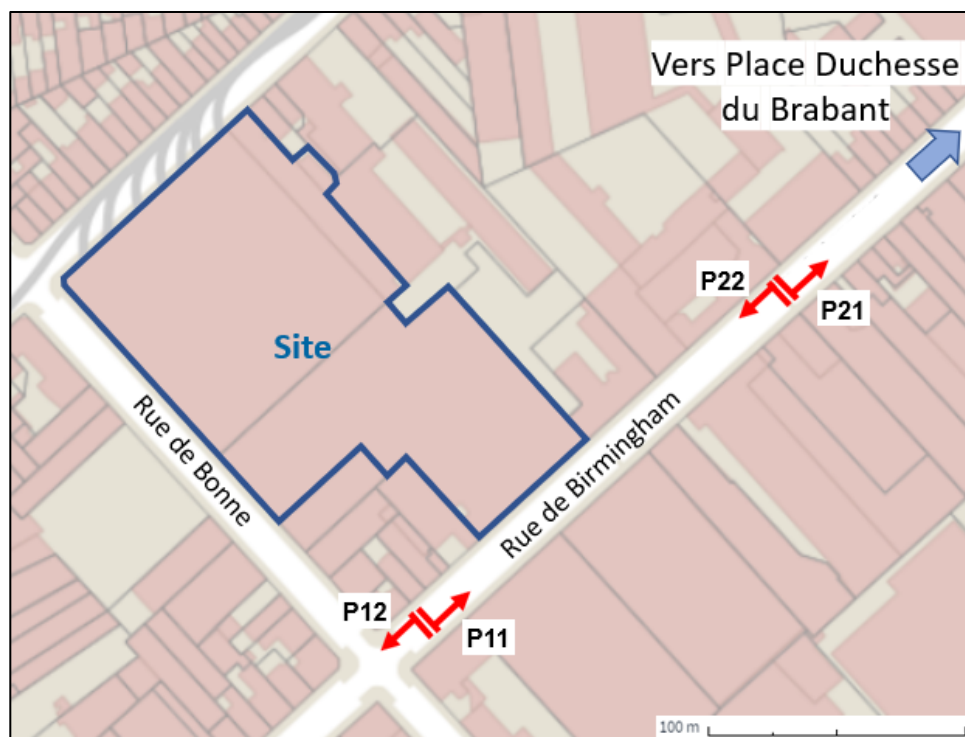 Vers Place Duchesse
du Brabant
P22
P21
Site
Rue de Bonne
Rue de Birmingham
P12
P11
100 m